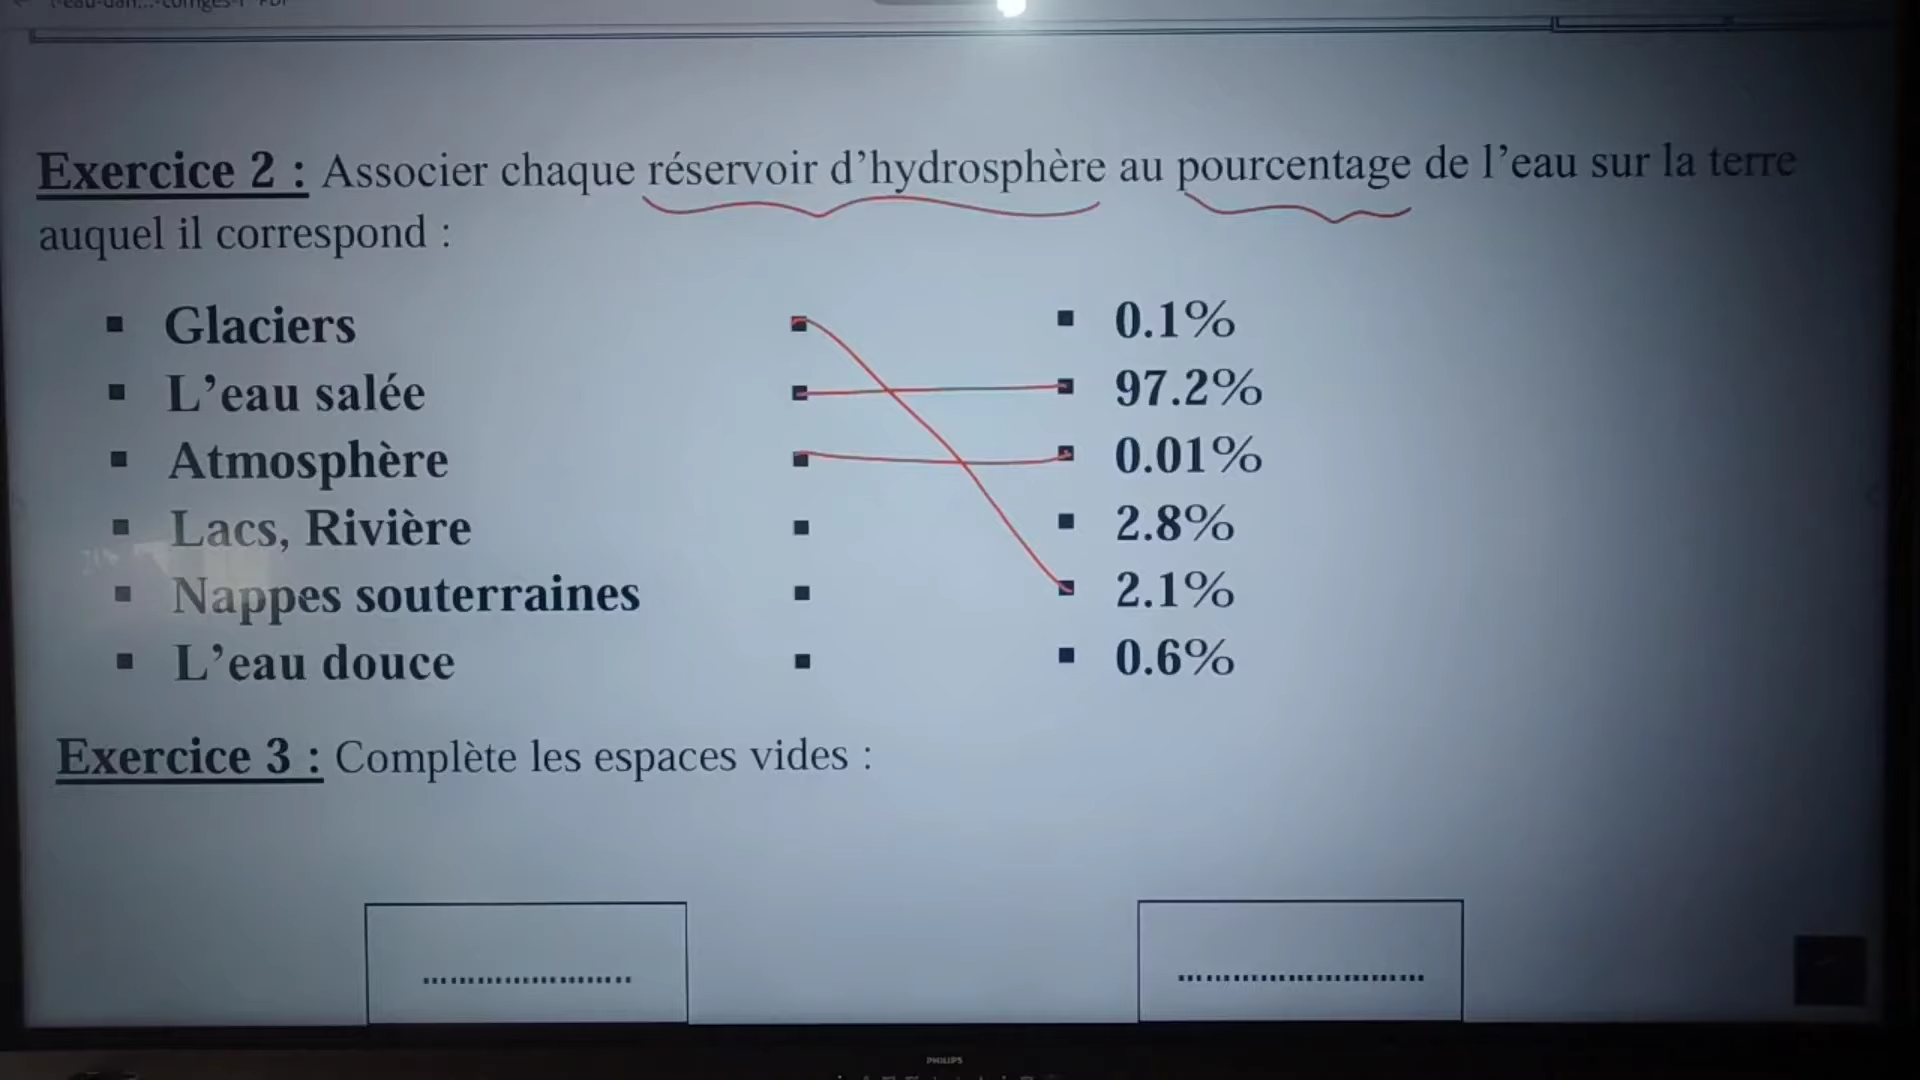 Exercice 2 : Associer chaque réservoir d'hydrosphère au pourcentage de l'eau sur la terre
auquel il correspond :
▪ Glaciers ▪ ▪ 0.1%
▪ L'eau salée ▪ ▪ 97.2%
▪ Atmosphère ▪ ▪ 0.01%
▪ Lacs, Rivière ▪ ▪ 2.8%
▪ Nappes souterraines ▪ ▪ 2.1%
▪ L'eau douce ▪ ▪ 0.6%
Exercice 3 : Complète les espaces vides :
....................... ...........................
PHILIPS